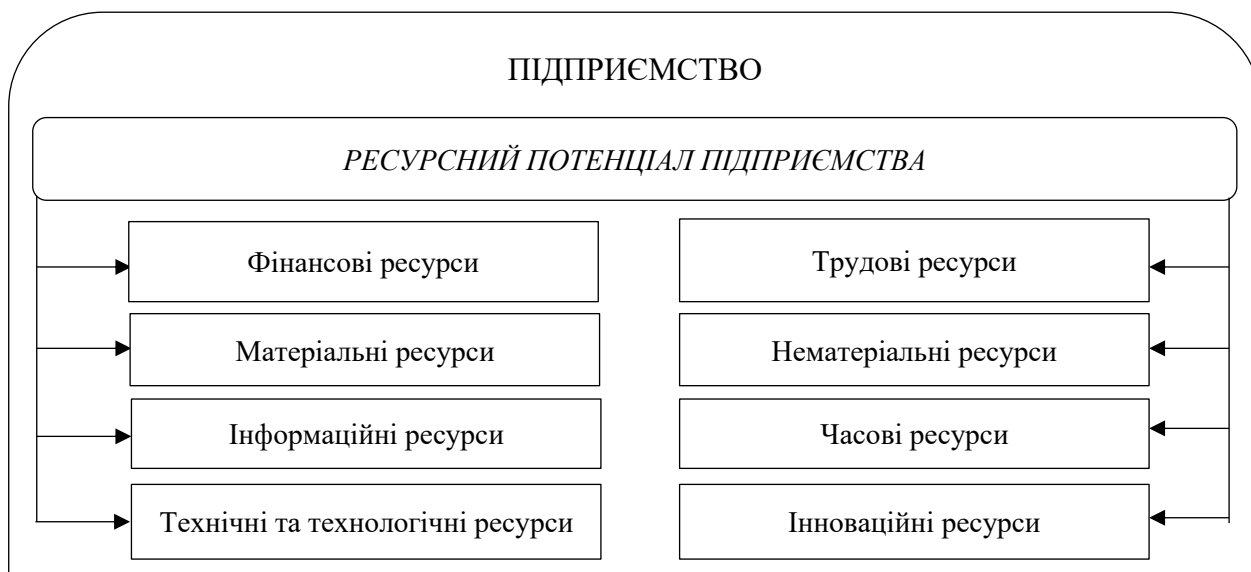 ПІДПРИЄМСТВО
РЕСУРСНИЙ ПОТЕНЦІАЛ ПІДПРИЄМСТВА
Фінансові ресурси
Трудові ресурси
Матеріальні ресурси
Нематеріальні ресурси
Інформаційні ресурси
Часові ресурси
Технічні та технологічні ресурси
Інноваційні ресурси